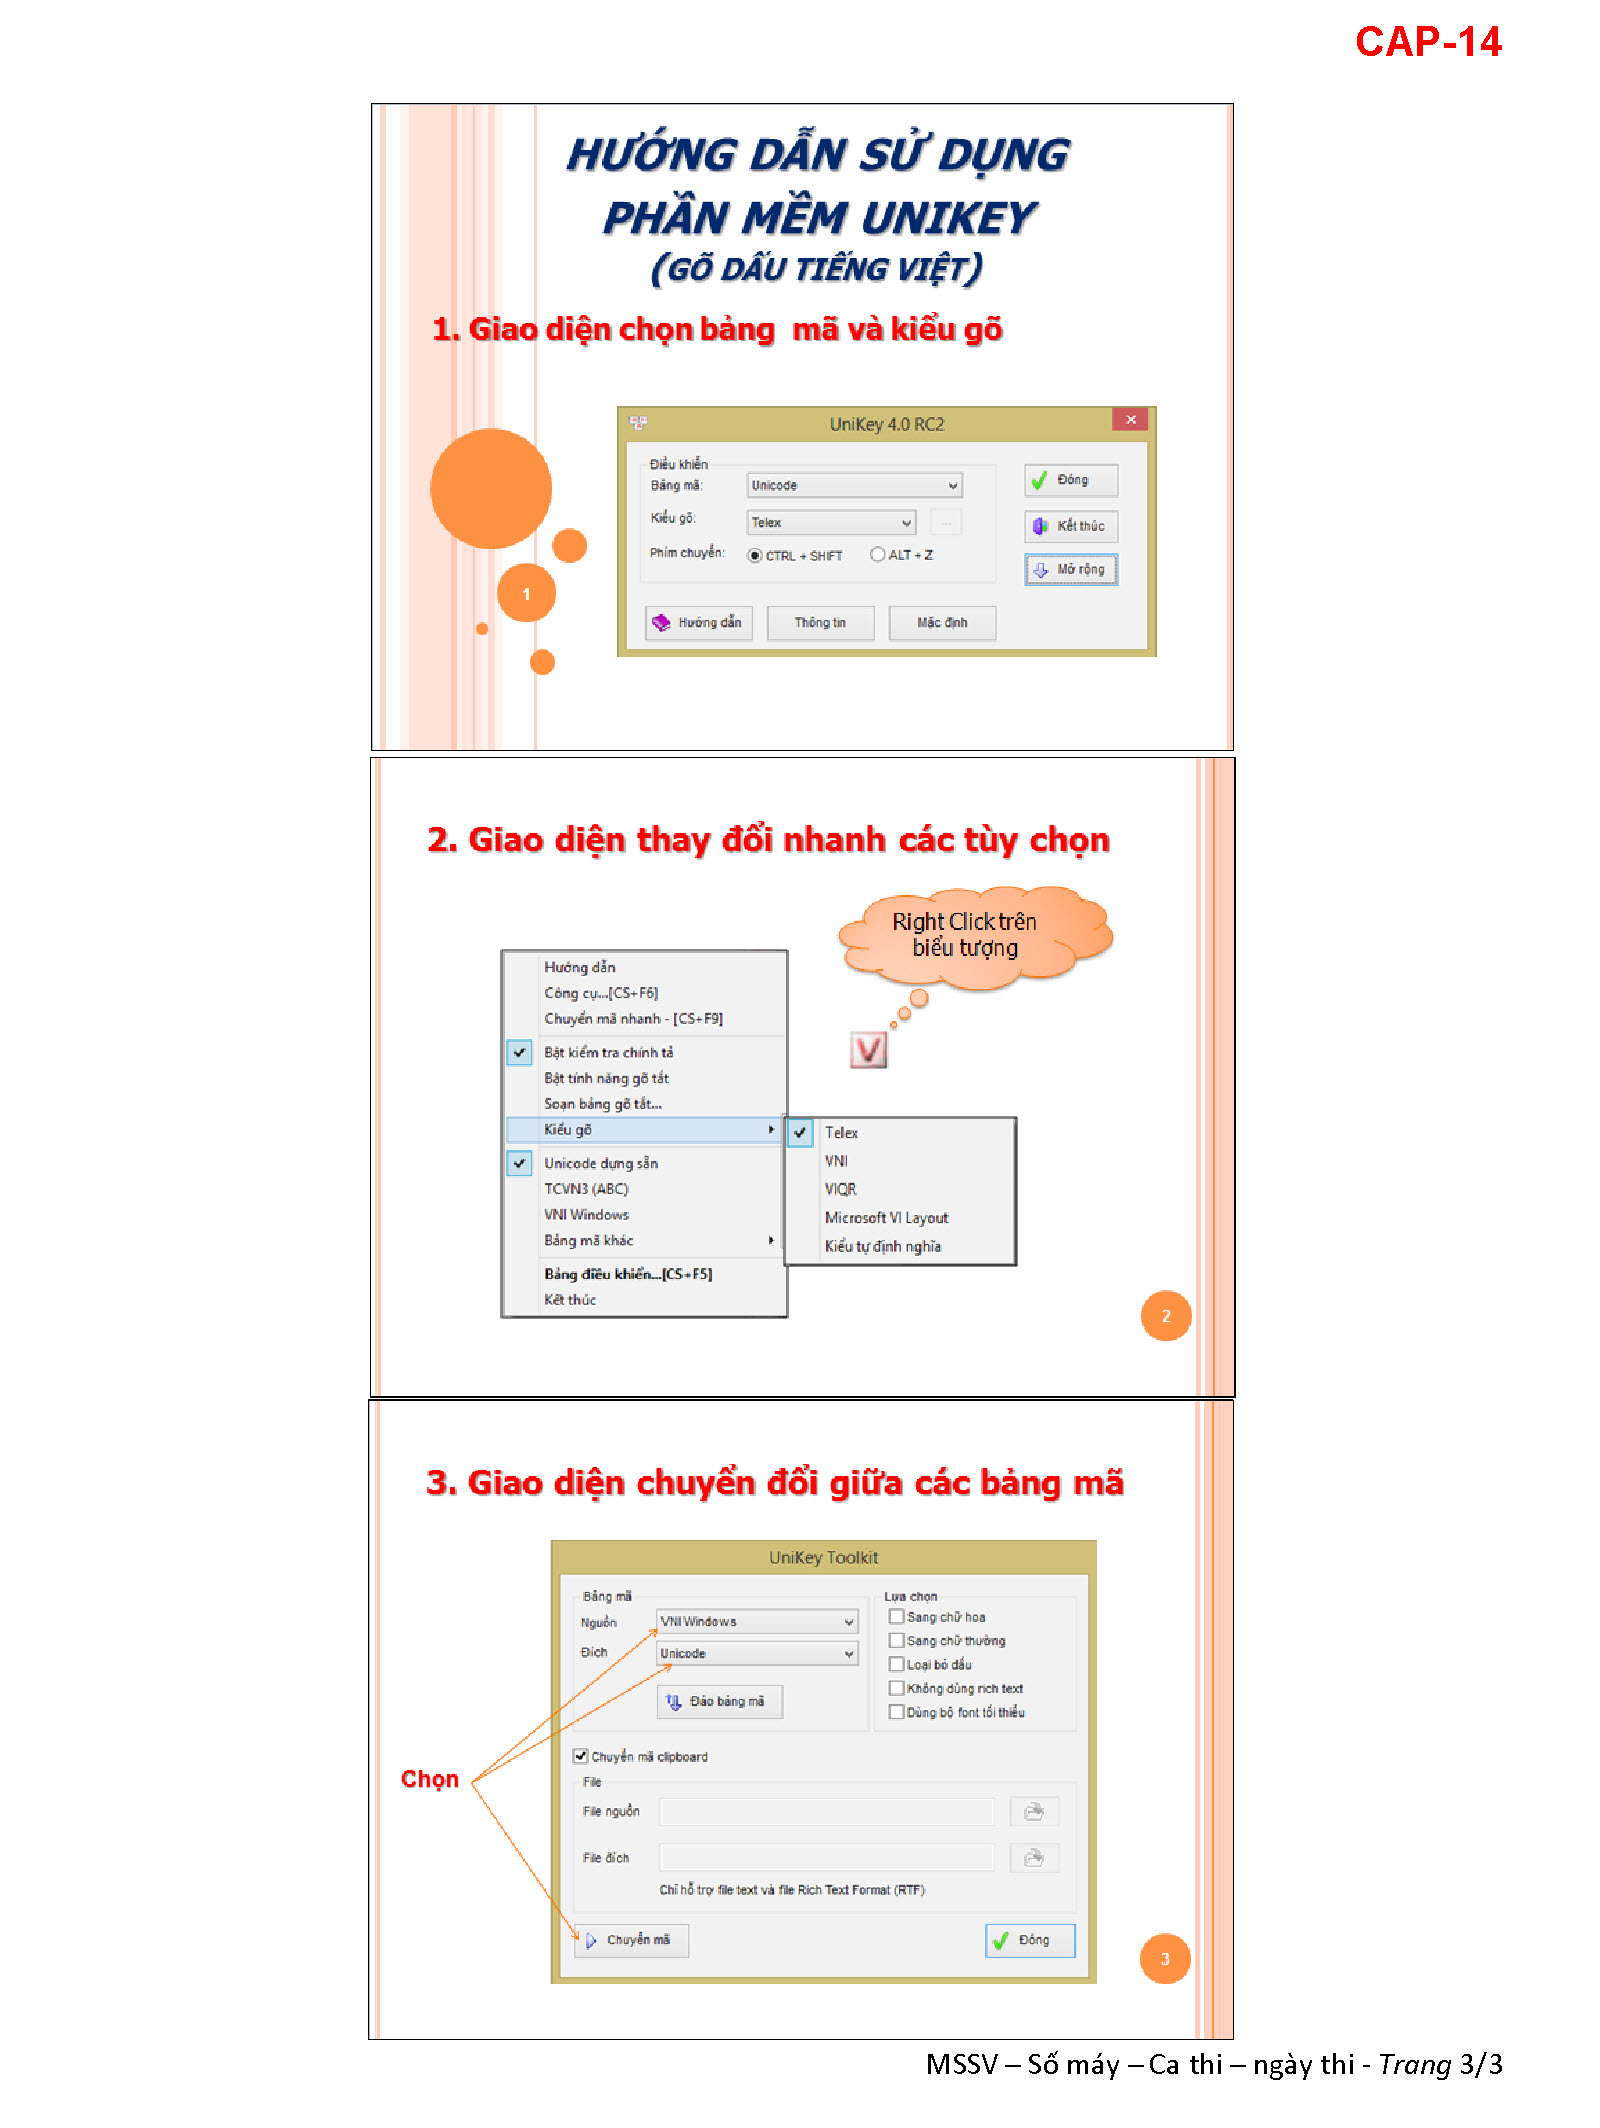 CAP-14
HƯỚNG DẪN SỬ DỤNG
PHẦN MỀM UNIKEY
(GÕ DẤU TIẾNG VIỆT)
1. Giao diện chọn bảng mã và kiểu gõ
UniKey 4.0 RC2
Điều khiển
Bảng mã: Unicode
Đóng
Kiểu gõ: Telex ...
Kết thúc
Phím chuyển: CTRL + SHIFT ALT + Z
Mở rộng
Hướng dẫn Thông tin Mặc định
1
2. Giao diện thay đổi nhanh các tùy chọn
Right Click trên
biểu tượng
V
Hướng dẫn
Công cụ...[CS+F6]
Chuyển mã nhanh - [CS+F9]
Bật kiểm tra chính tả
Bật tính năng gõ tắt
Soạn bảng gõ tắt...
Kiểu gõ
Unicode dựng sẵn
TCVN3 (ABC)
VNI Windows
Bảng mã khác
Bảng điều khiển...[CS+F5]
Kết thúc
Telex
VNI
VIQR
Microsoft VI Layout
Kiểu tự định nghĩa
2
3. Giao diện chuyển đổi giữa các bảng mã
UniKey Toolkit
Bảng mã
Nguồn VNI Windows
Đích Unicode
Đảo bảng mã
Lựa chọn
Sang chữ hoa
Sang chữ thường
Loại bỏ dấu
Không dùng rich text
Dùng bộ font tối thiểu
Chuyển mã clipboard
Chọn
File
File nguồn
File đích
Chỉ hỗ trợ file text và file Rich Text Format (RTF)
Chuyển mã Đóng
3
MSSV – Số máy – Ca thi – ngày thi - Trang 3/3